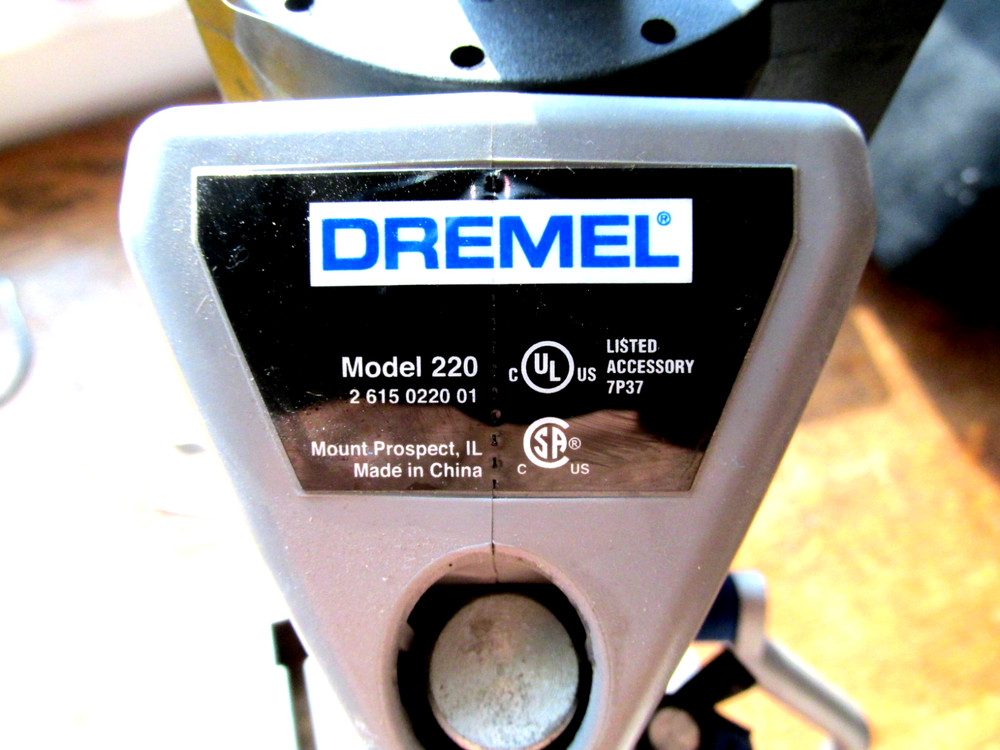 DREMEL®
Model 220
2 615 0220 01
Mount Prospect, IL
Made in China
C UL US
LISTED
ACCESSORY
7P37
CSA®
C US